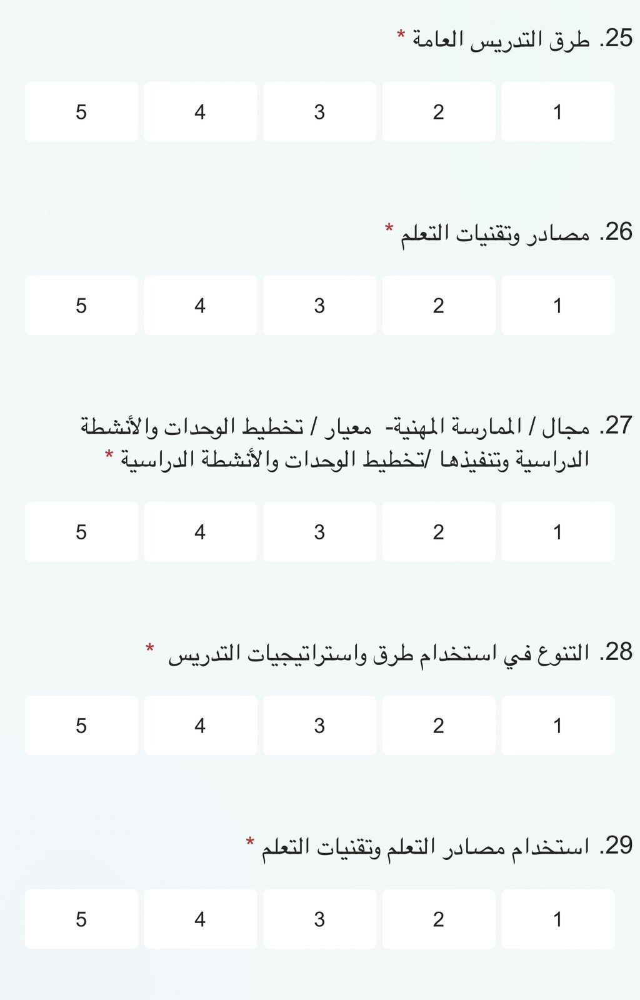 25. طرق التدريس العامة *
1 2 3 4 5
26. مصادر وتقنيات التعلم *
1 2 3 4 5
27. مجال / الممارسة المهنية- معيار / تخطيط الوحدات والأنشطة
الدراسية وتنفيذها /تخطيط الوحدات والأنشطة الدراسية *
1 2 3 4 5
28. التنوع في استخدام طرق واستراتيجيات التدريس *
1 2 3 4 5
29. استخدام مصادر التعلم وتقنيات التعلم *
1 2 3 4 5